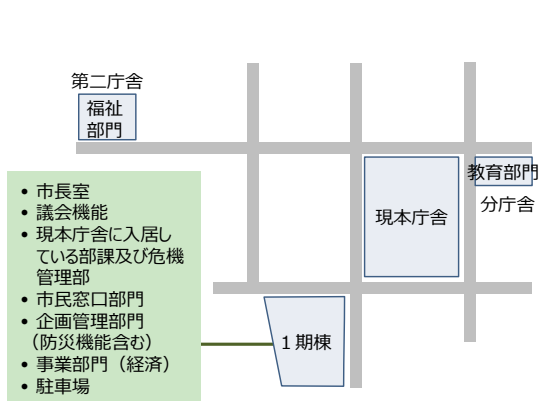 第二庁舎
福祉
部門
教育部門
分庁舎
現本庁舎
• 市長室
• 議会機能
• 現本庁舎に入居し
ている部課及び危機
管理部
• 市民窓口部門
• 企画管理部門
（防災機能含む）
• 事業部門（経済）
• 駐車場
１期棟